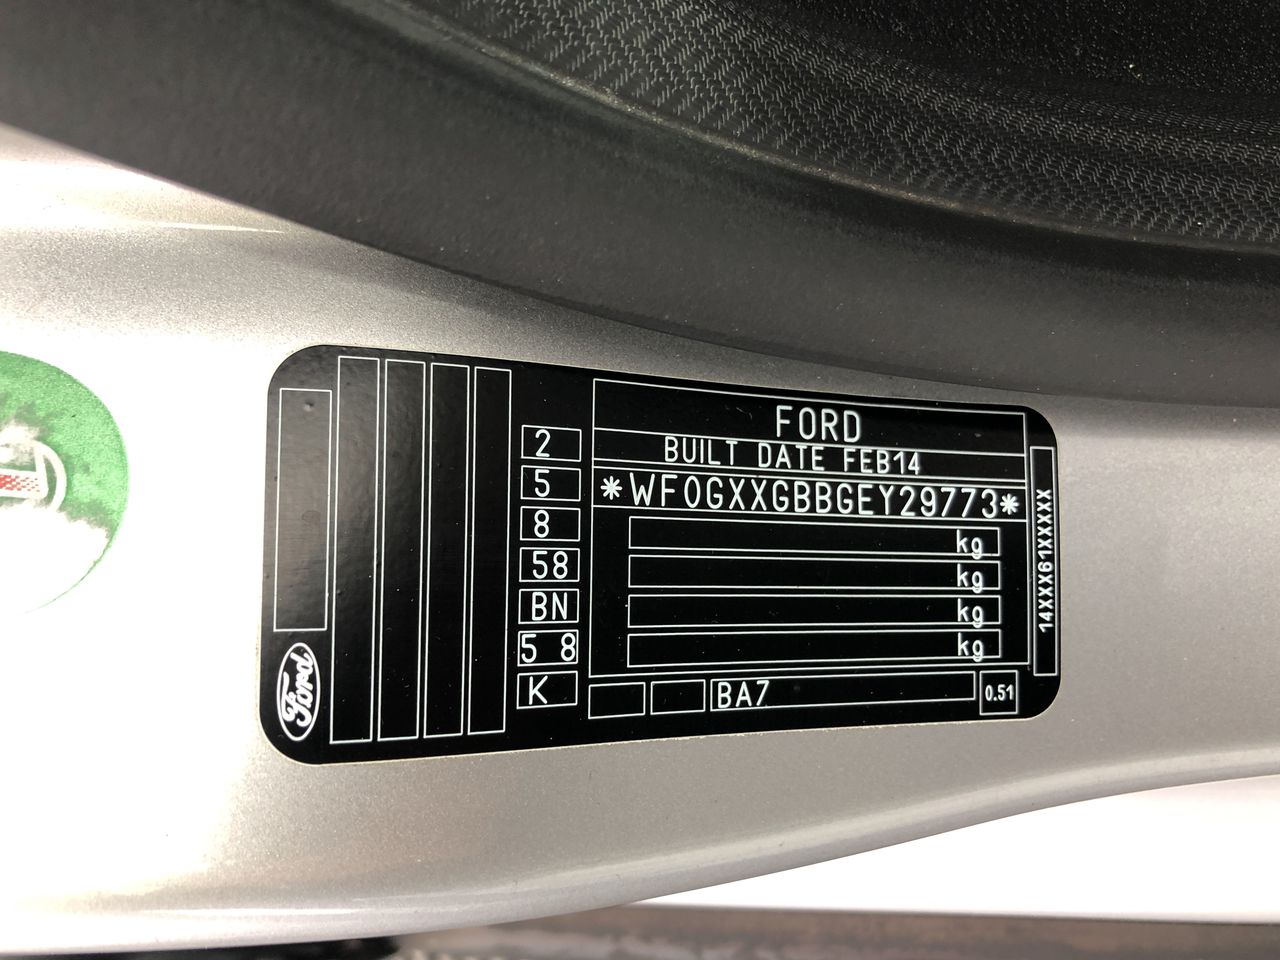 FORD
BUILT DATE FEB14
*WF0GXXGBBGEY29773*
kg
kg
kg
kg
BA7
0.51
14XXX61XXXXX
2
5
8
58
BN
5 8
K
Ford